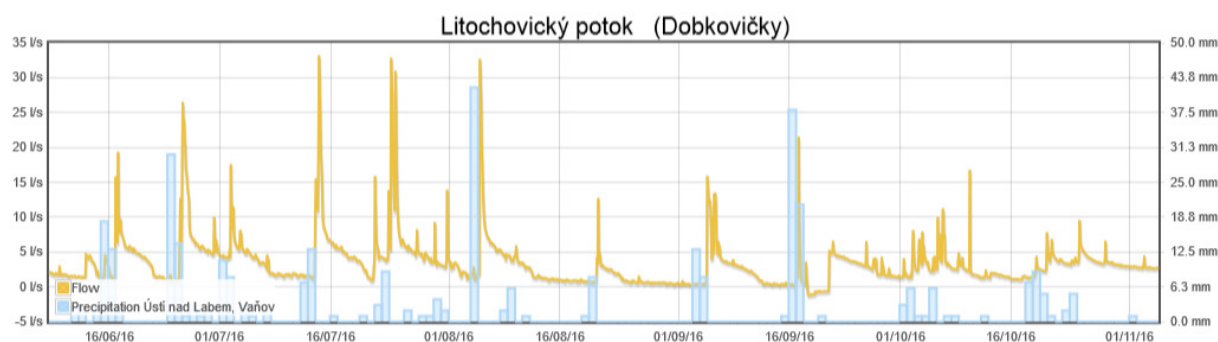 Litochovický potok (Dobkovičky)
35 l/s
30 l/s
25 l/s
20 l/s
15 l/s
10 l/s
5 l/s
0 l/s
-5 l/s
50.0 mm
43.8 mm
37.5 mm
31.3 mm
25.0 mm
18.8 mm
12.5 mm
6.3 mm
0.0 mm
Flow
Precipitation Ústí nad Labem, Vaňov
16/06/16
01/07/16
16/07/16
01/08/16
16/08/16
01/09/16
16/09/16
01/10/16
16/10/16
01/11/16